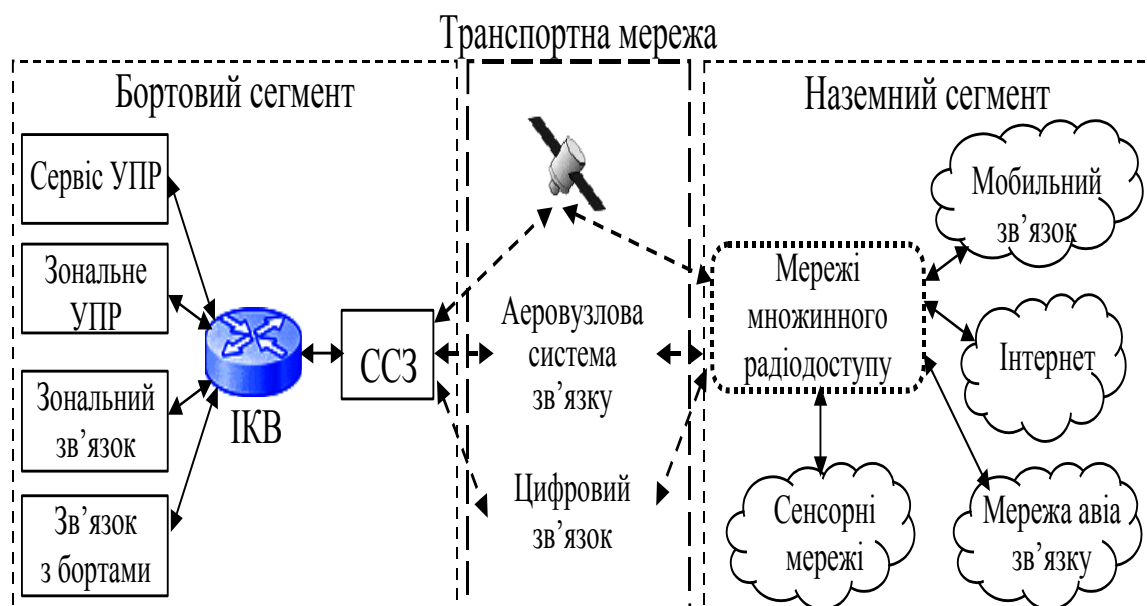 Транспортна мережа
Бортовий сегмент
Сервіс УПР
Зональне
УПР
Зональний
зв’язок
Зв’язок
з бортами
ІКВ
ССЗ
Аеровузлова
система
зв’язку
Цифровий
зв’язок
Наземний сегмент
Мережі
множинного
радіодоступу
Мобільний
зв’язок
Інтернет
Мережа авіа
зв’язку
Сенсорні
мережі